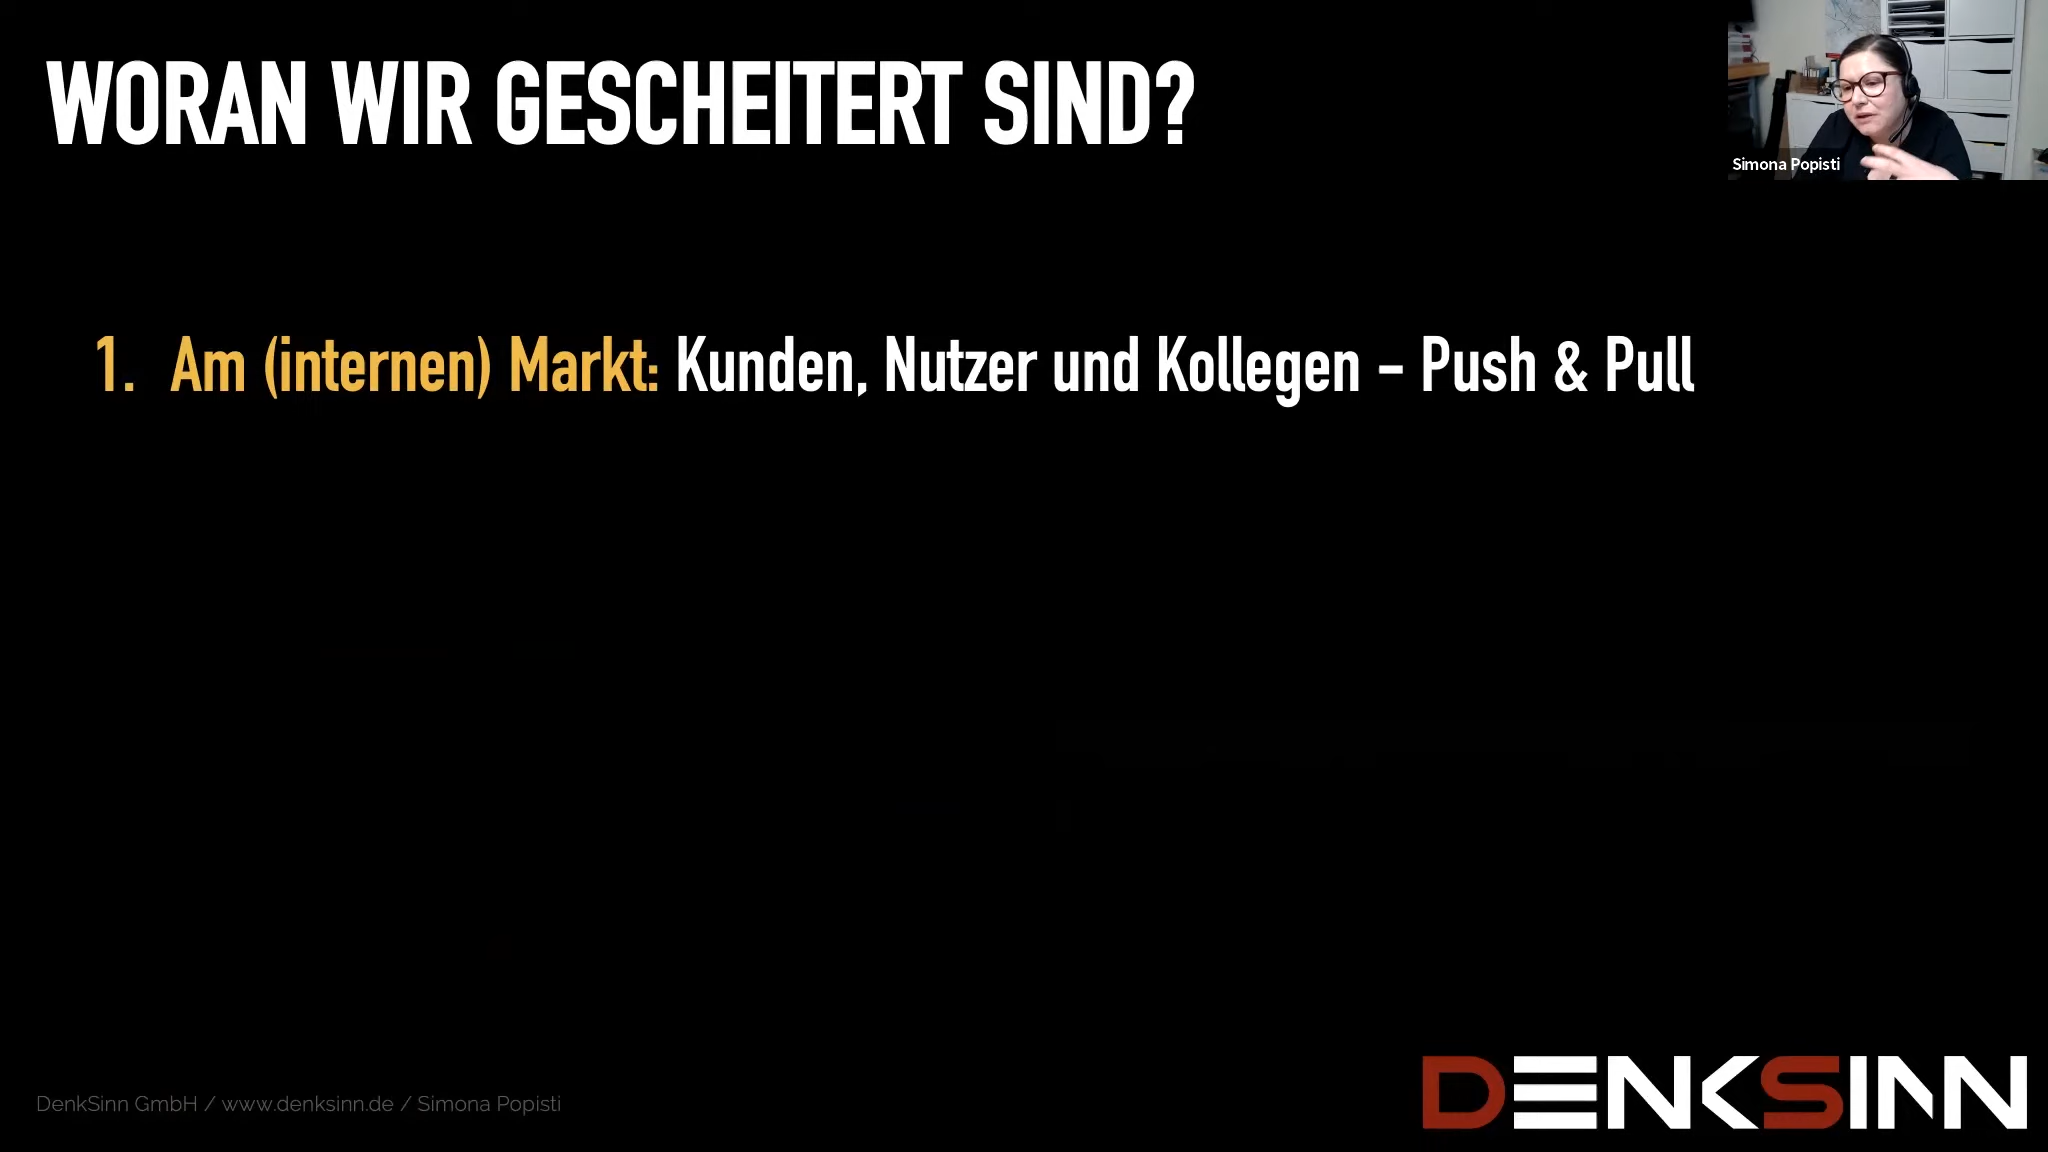 WORAN WIR GESCHEITERT SIND?
Simona Popisti
1. Am (internen) Markt: Kunden, Nutzer und Kollegen - Push & Pull
DenkSinn GmbH / www.denksinn.de / Simona Popisti
DENKSINN